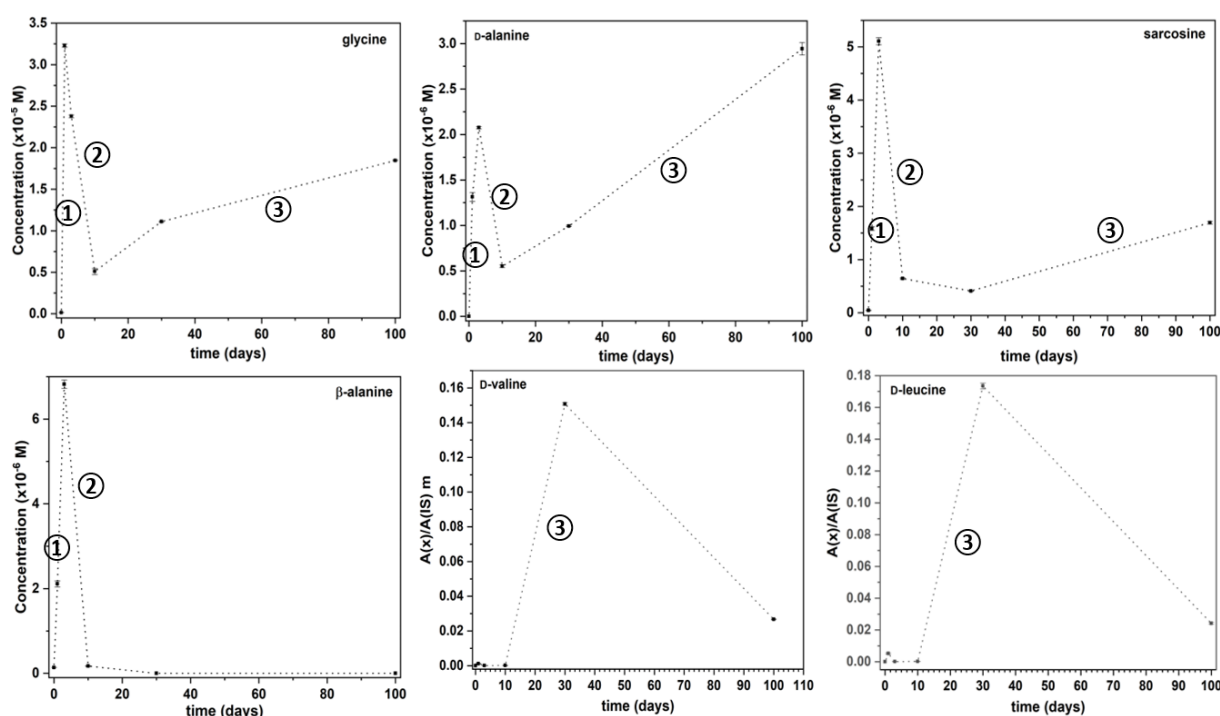 glycine
Concentration (x10⁻⁵ M)
3.5
3.0
2.5
2.0
1.5
1.0
0.5
0.0
①
②
③
0 20 40 60 80 100
time (days)
D-alanine
Concentration (x10⁻⁶ M)
3.0
2.5
2.0
1.5
1.0
0.5
0.0
①
②
③
0 20 40 60 80 100
time (days)
sarcosine
Concentration (x10⁻⁶ M)
5
4
3
2
1
0
①
②
③
0 10 20 30 40 50 60 70 80 90 100
time (days)
β-alanine
Concentration (x10⁻⁶ M)
6
4
2
0
①
②
0 20 40 60 80 100
time (days)
D-valine
A(x)/A(IS) m
0.16
0.14
0.12
0.10
0.08
0.06
0.04
0.02
0.00
③
0 10 20 30 40 50 60 70 80 90 100 110
time (days)
D-leucine
A(x)/A(IS)
0.18
0.16
0.14
0.12
0.10
0.08
0.06
0.04
0.02
0.00
③
0 10 20 30 40 50 60 70 80 90 100
time (days)